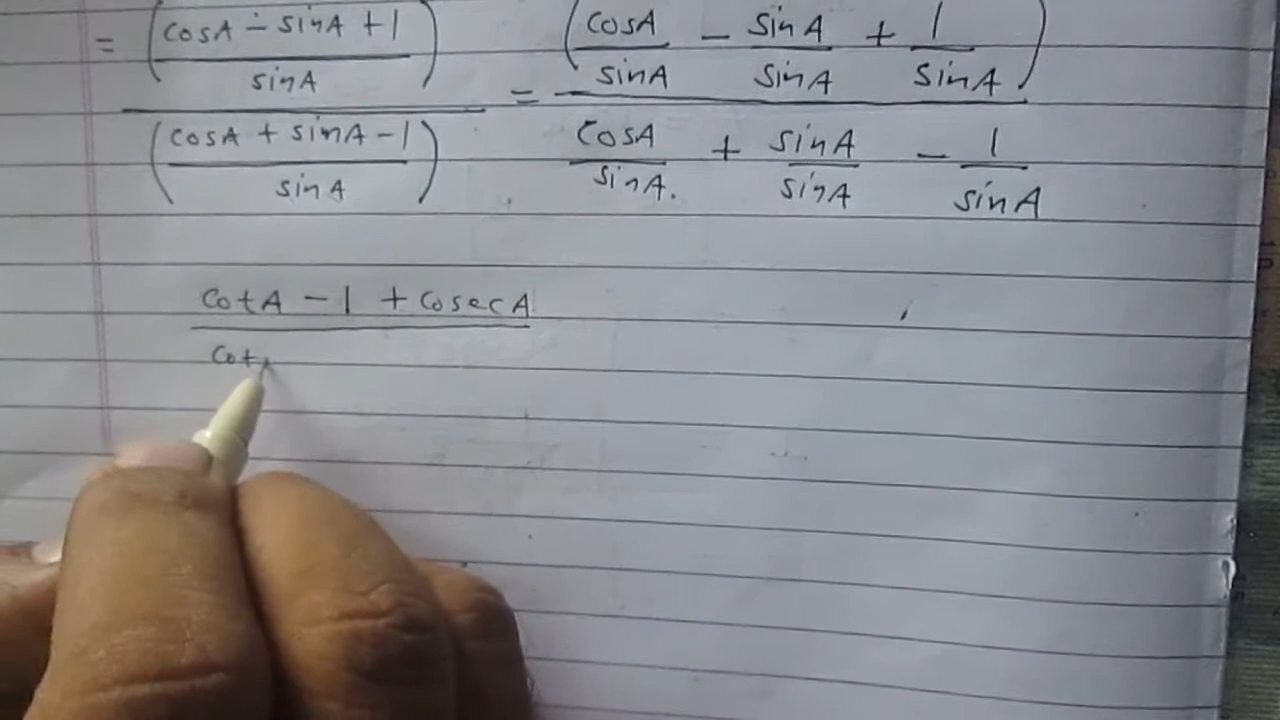 = (cosA - sinA + 1 / sinA) / (cosA + sinA - 1 / sinA) = (cosA / sinA - sinA / sinA + 1 / sinA) / cosA / sinA. + sinA / sinA - 1 / sinA
cotA - 1 + cosecA
cot